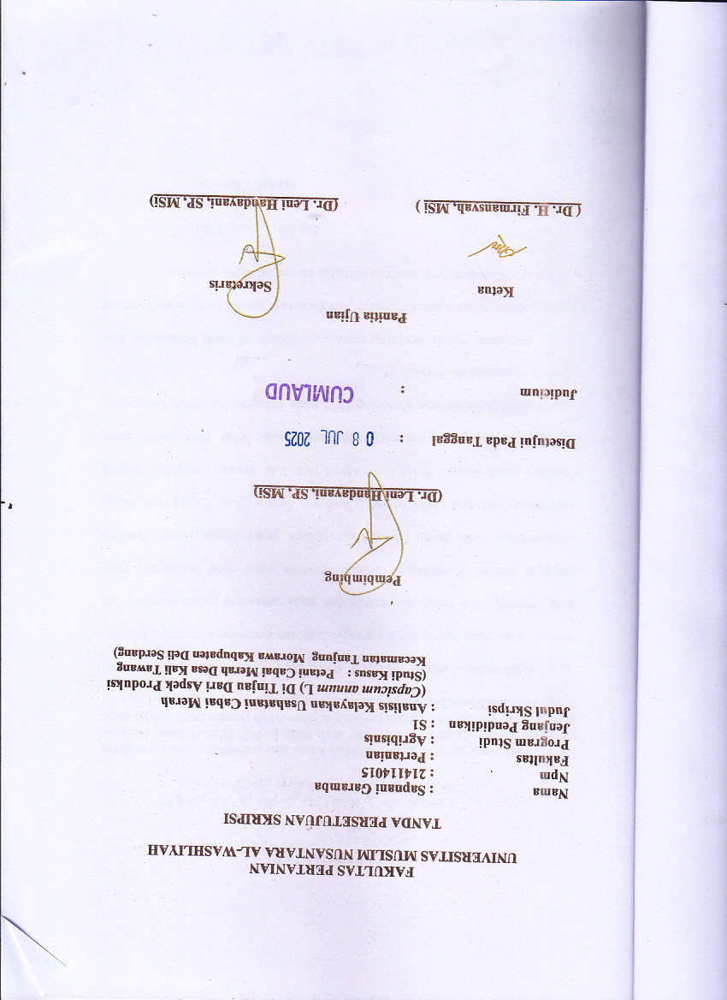 FAKULTAS PERTANIAN
UNIVERSITAS MUSLIM NUSANTARA AL-WASHLIYAH
TANDA PERSETUJUAN SKRIPSI
Nama : Sapnani Garamba
Npm : 214114015
Fakultas : Pertanian
Program Studi : Agribisnis
Jenjang Pendidikan : S1
Judul Skripsi : Analisis Kelayakan Usahatani Cabai Merah
(Capsicum annum L) Di Tinjau Dari Aspek Produksi
(Studi Kasus : Petani Cabai Merah Desa Kali Tawang
Kecamatan Tanjung Morawa Kabupaten Deli Serdang)
Pembimbing
(Dr. Leni Handayani, SP, MSi)
Disetujui Pada Tanggal : 0 8 JUL 2025
Judicium : CUMLAUD
Panitia Ujian
Ketua Sekretaris
( Dr. H. Firmansyah, MSi ) (Dr. Leni Handayani, SP, MSi)